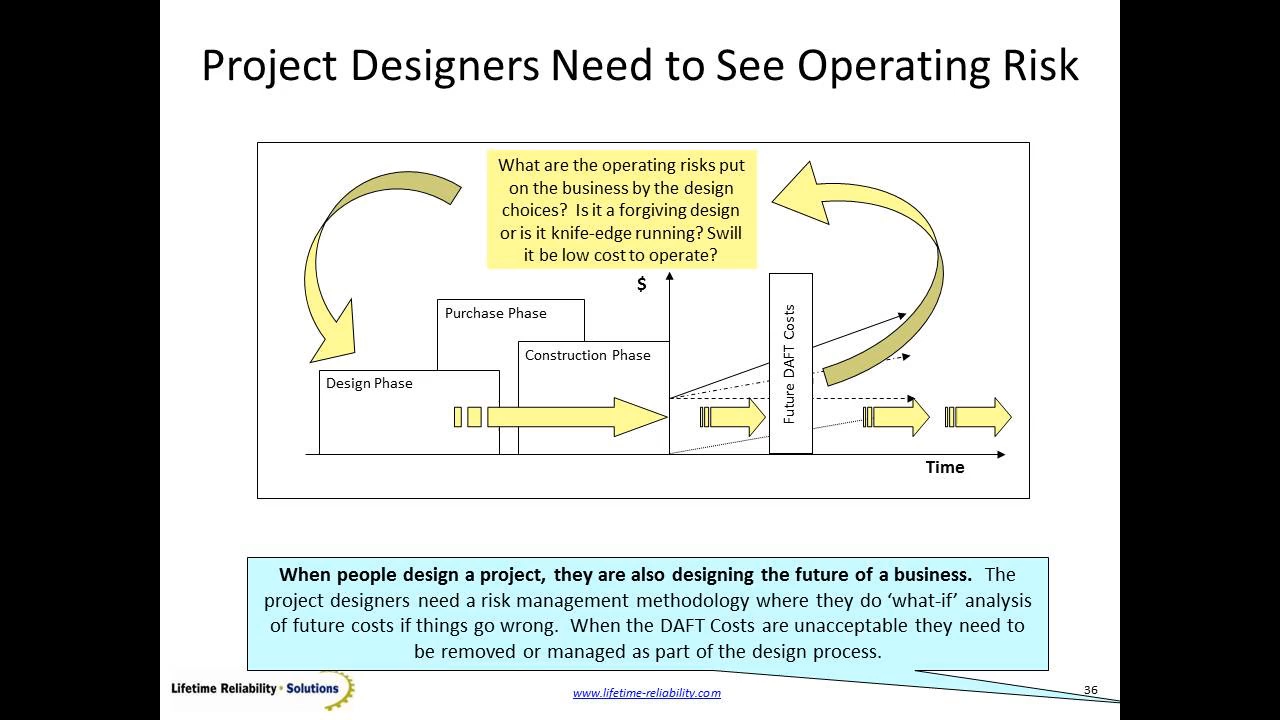 Project Designers Need to See Operating Risk
What are the operating risks put
on the business by the design
choices?  Is it a forgiving design
or is it knife-edge running? Swill
it be low cost to operate?
$
Purchase Phase
Construction Phase
Design Phase
Future DAFT Costs
Time
When people design a project, they are also designing the future of a business.  The
project designers need a risk management methodology where they do ‘what-if’ analysis
of future costs if things go wrong.  When the DAFT Costs are unacceptable they need to
be removed or managed as part of the design process.
Lifetime Reliability • Solutions
www.lifetime-reliability.com
36